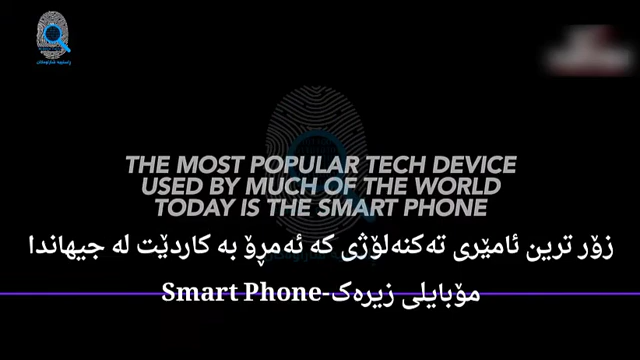 THE MOST POPULAR TECH DEVICE
USED BY MUCH OF THE WORLD
TODAY IS THE SMART PHONE
زۆر ترین ئامێری تەکنەلۆژی کە ئەمڕۆ بە کاردێت لە جیهاندا
مۆبایلی زیرەک-Smart Phone